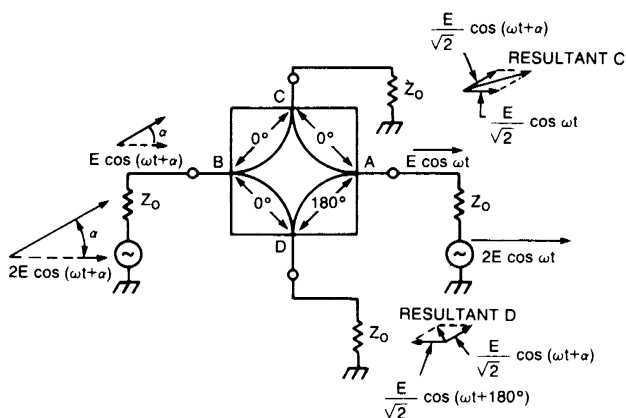 E/√2 cos (ωt+α)
RESULTANT C
E/√2 cos ωt
Z₀
C
0° 0°
α
E cos (ωt+α)
B
A
E cos ωt
Z₀
0° 180°
Z₀
α
D
2E cos (ωt+α)
2E cos ωt
Z₀
RESULTANT D
E/√2 cos (ωt+α)
E/√2 cos (ωt+180°)